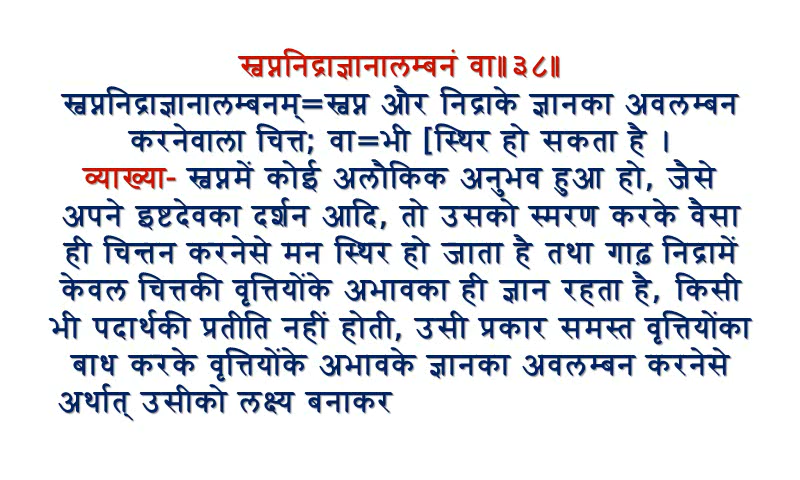 स्वप्ननिद्राज्ञानालम्बनं वा॥३८॥
स्वप्ननिद्राज्ञानालम्बनम्=स्वप्न और निद्राके ज्ञानका अवलम्बन
करनेवाला चित्त; वा=भी [स्थिर हो सकता है ।
व्याख्या- स्वप्नमें कोई अलौकिक अनुभव हुआ हो, जैसे
अपने इष्टदेवका दर्शन आदि, तो उसको स्मरण करके वैसा
ही चिन्तन करनेसे मन स्थिर हो जाता है तथा गाढ़ निद्रामें
केवल चित्तकी वृत्तियोंके अभावका ही ज्ञान रहता है, किसी
भी पदार्थकी प्रतीति नहीं होती, उसी प्रकार समस्त वृत्तियोंका
बाध करके वृत्तियोंके अभावके ज्ञानका अवलम्बन करनेसे
अर्थात् उसीको लक्ष्य बनाकर